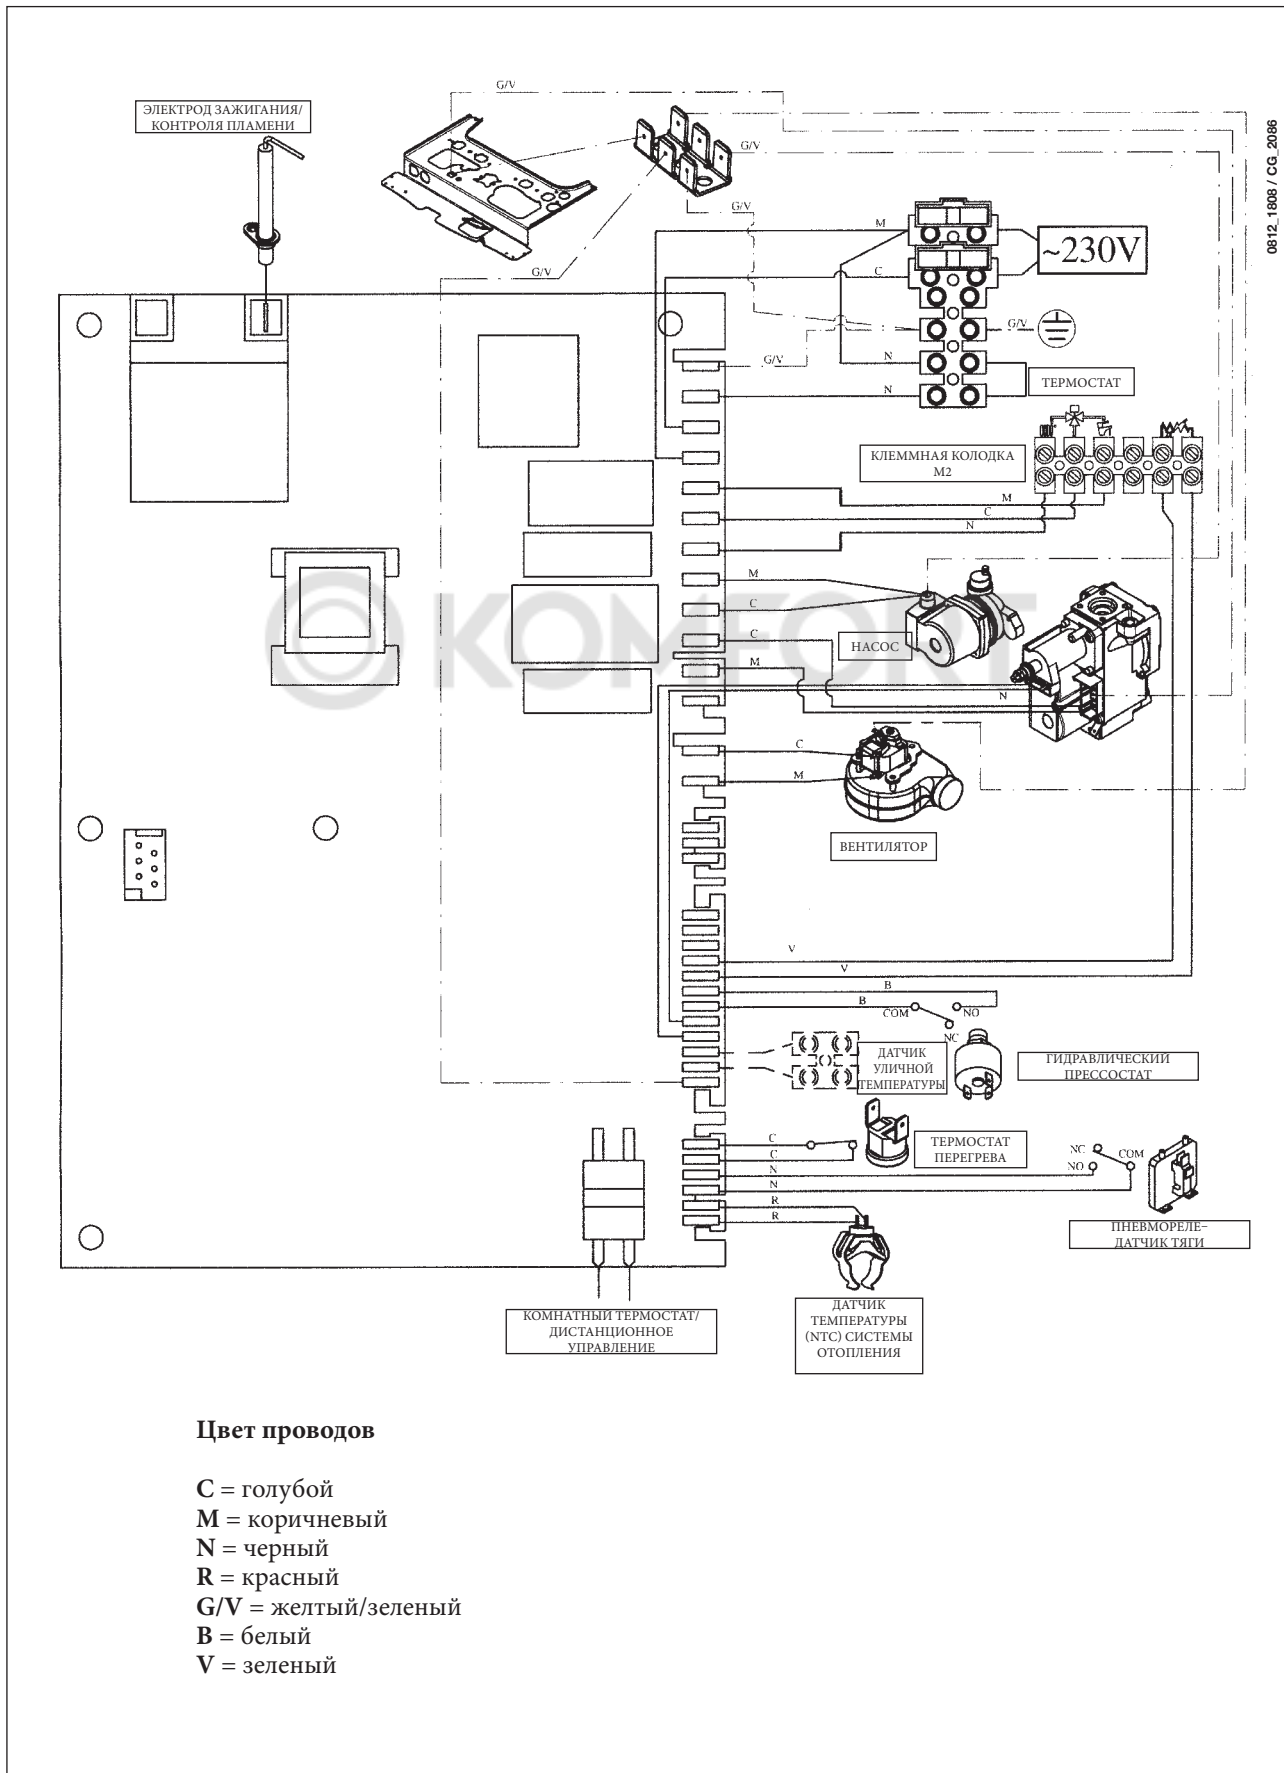 G/V
ЭЛЕКТРОД ЗАЖИГАНИЯ/
КОНТРОЛЯ ПЛАМЕНИ
0812_1808 / CG_2086
G/V
G/V
M
~230V
G/V
C
G/V
G/V
N
ТЕРМОСТАТ
N
КЛЕММНАЯ КОЛОДКА
M2
M
C
N
M
C
KOMFORT
C
НАСОС
M
N
C
M
ВЕНТИЛЯТОР
V
V
B
B
COM
NO
NC
ДАТЧИК
УЛИЧНОЙ
ТЕМПЕРАТУРЫ
ГИДРАВЛИЧЕСКИЙ
ПРЕССОСТАТ
C
C
ТЕРМОСТАТ
ПЕРЕГРЕВА
NC
NO
COM
N
N
R
R
ПНЕВМОРЕЛЕ–
ДАТЧИК ТЯГИ
КОМНАТНЫЙ ТЕРМОСТАТ/
ДИСТАНЦИОННОЕ
УПРАВЛЕНИЕ
ДАТЧИК
ТЕМПЕРАТУРЫ
(NTC) СИСТЕМЫ
ОТОПЛЕНИЯ
Цвет проводов
C = голубой
M = коричневый
N = черный
R = красный
G/V = желтый/зеленый
B = белый
V = зеленый